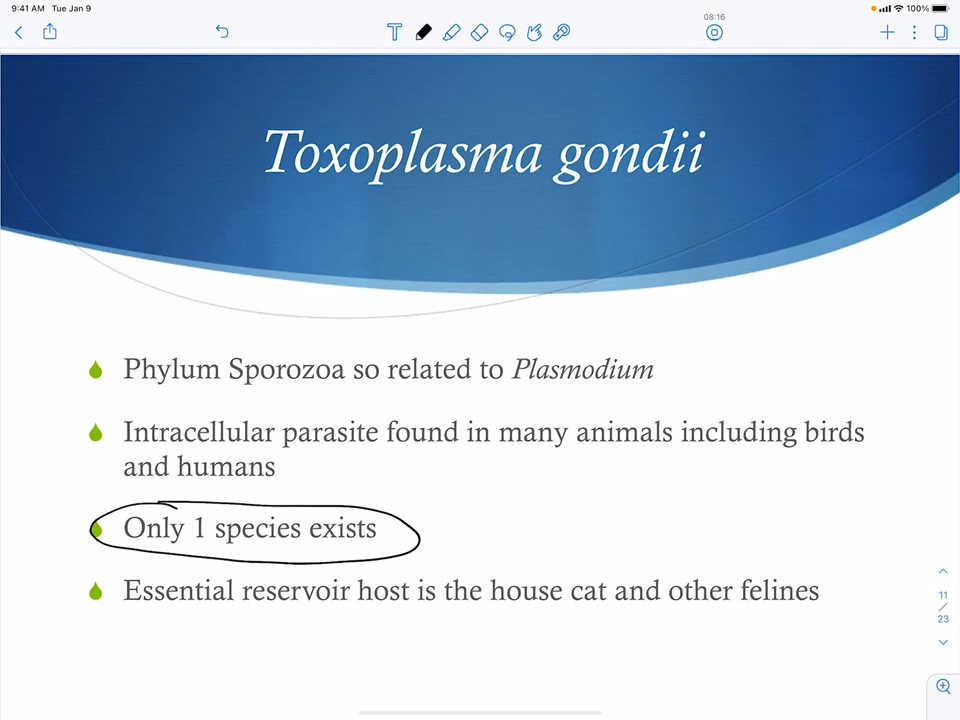 9:41 AM Tue Jan 9
100%
08:16
Toxoplasma gondii
Phylum Sporozoa so related to Plasmodium
Intracellular parasite found in many animals including birds
and humans
Only 1 species exists
Essential reservoir host is the house cat and other felines
11
/
23